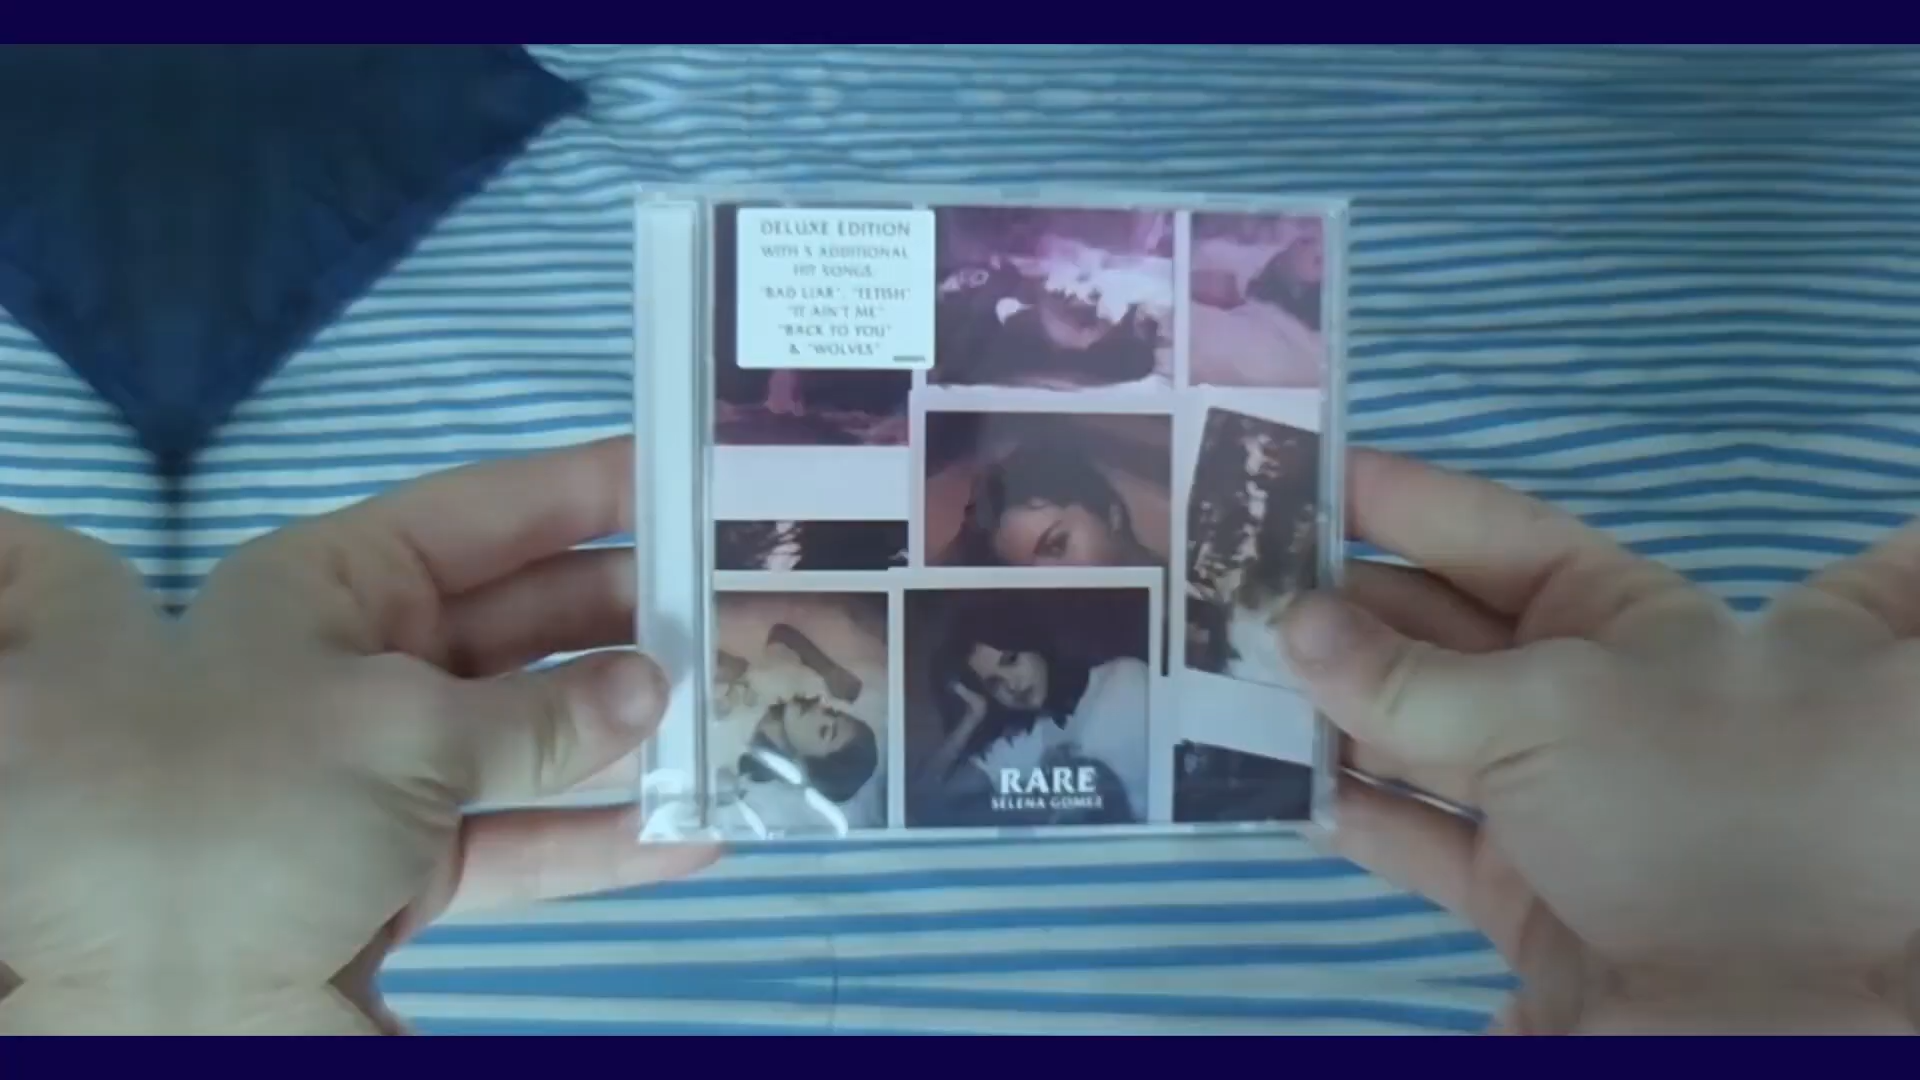 DELUXE EDITION
WITH 5 ADDITIONAL
HIT SONGS:
"BAD LIAR", "FETISH"
"IT AIN'T ME"
"BACK TO YOU"
& "WOLVES"
RARE
SELENA GOMEZ